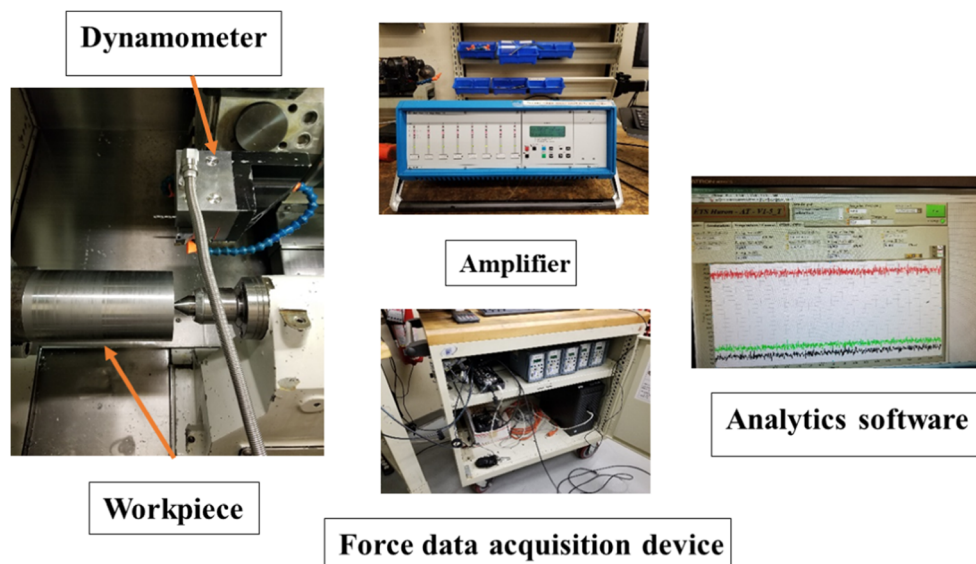 Dynamometer
Amplifier
Analytics software
Workpiece
Force data acquisition device